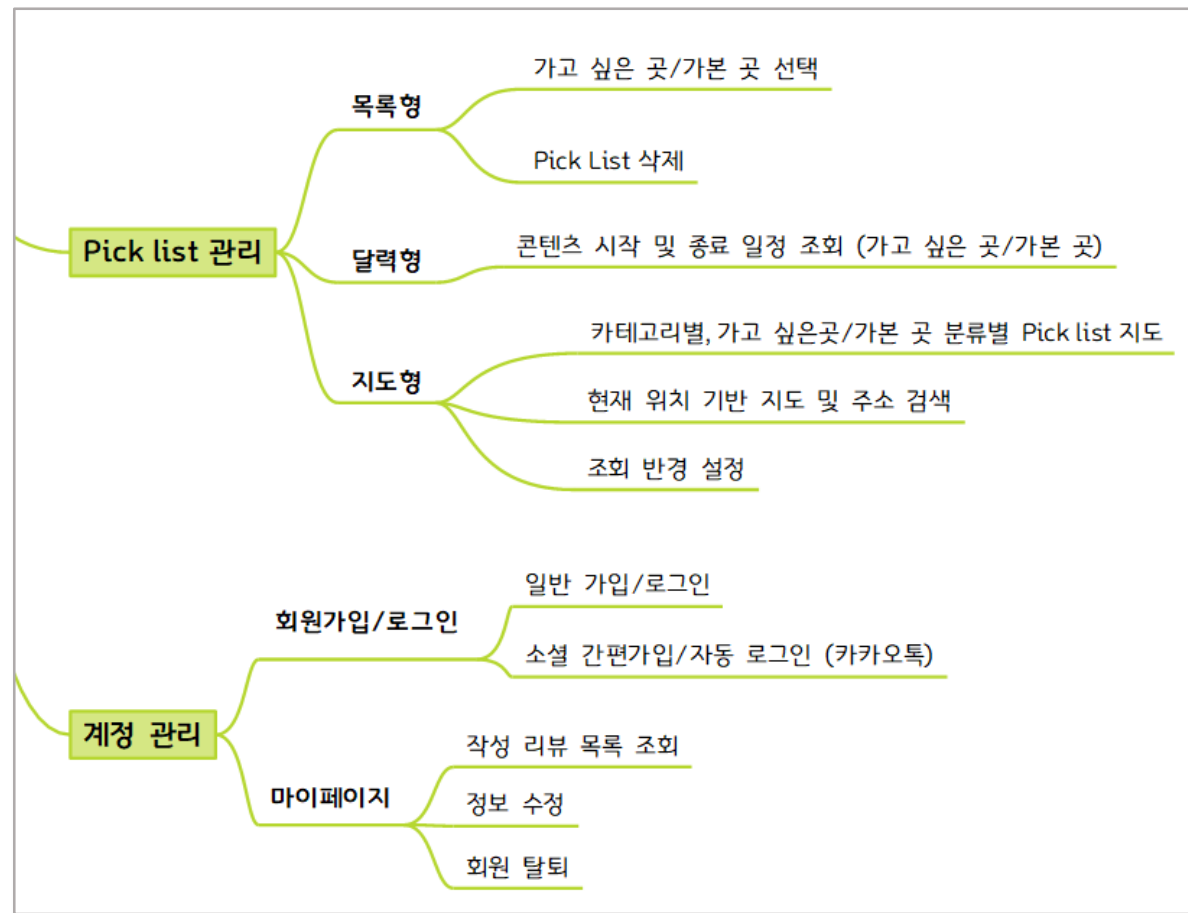 Pick list 관리
목록형
가고 싶은 곳/가본 곳 선택
Pick List 삭제
달력형
콘텐츠 시작 및 종료 일정 조회 (가고 싶은 곳/가본 곳)
지도형
카테고리별, 가고 싶은곳/가본 곳 분류별 Pick list 지도
현재 위치 기반 지도 및 주소 검색
조회 반경 설정
계정 관리
회원가입/로그인
일반 가입/로그인
소셜 간편가입/자동 로그인 (카카오톡)
마이페이지
작성 리뷰 목록 조회
정보 수정
회원 탈퇴